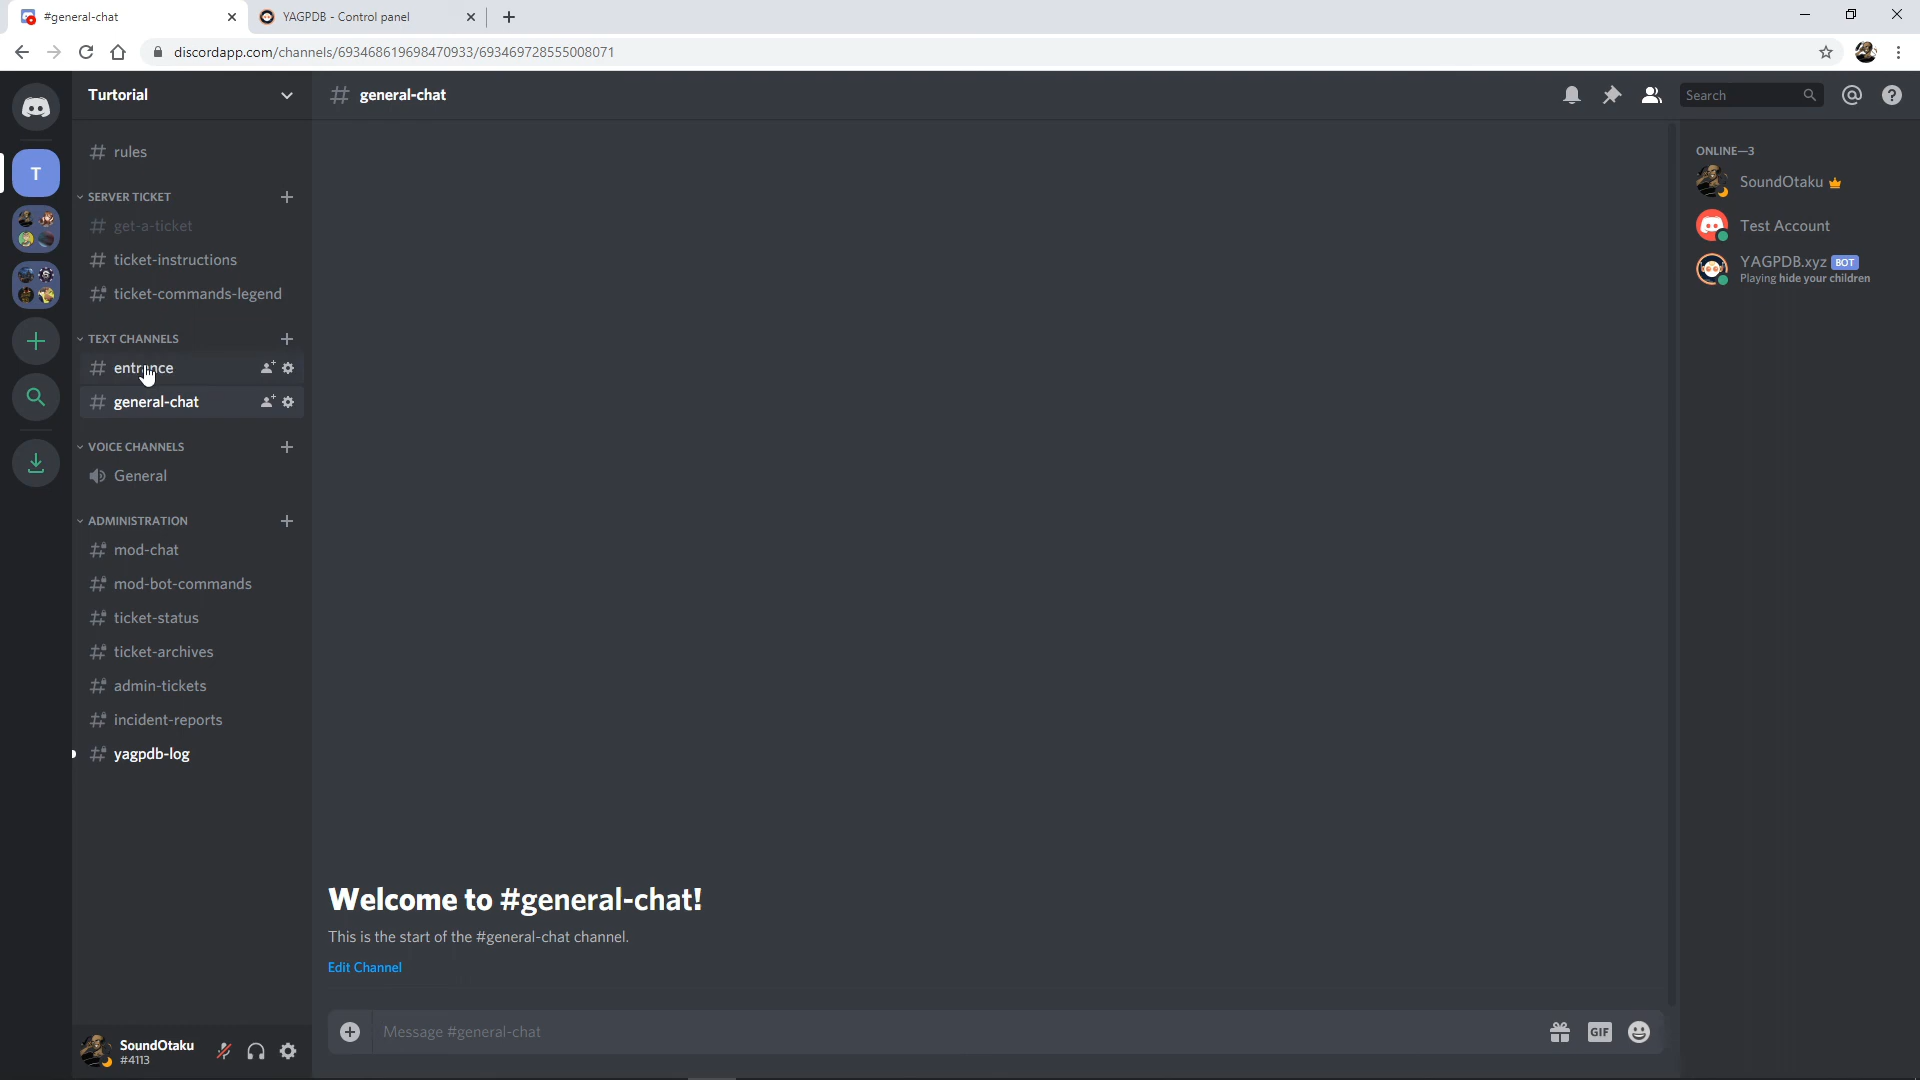 #general-chat
YAGPDB - Control panel
discordapp.com/channels/693468619698470933/693469728555008071
Turtorial
general-chat
Search
rules
SERVER TICKET
get-a-ticket
ticket-instructions
ticket-commands-legend
TEXT CHANNELS
entrance
general-chat
VOICE CHANNELS
General
ADMINISTRATION
mod-chat
mod-bot-commands
ticket-status
ticket-archives
admin-tickets
incident-reports
yagpdb-log
T
SoundOtaku
#4113
Welcome to #general-chat!
This is the start of the #general-chat channel.
Edit Channel
Message #general-chat
GIF
ONLINE—3
SoundOtaku
Test Account
YAGPDB.xyz BOT
Playing hide your children